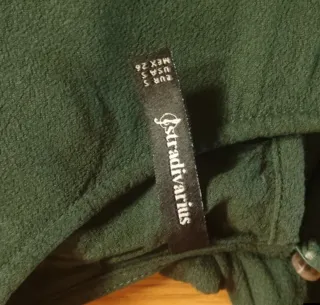 EUR S
USA S
MEX 26
Stradivarius